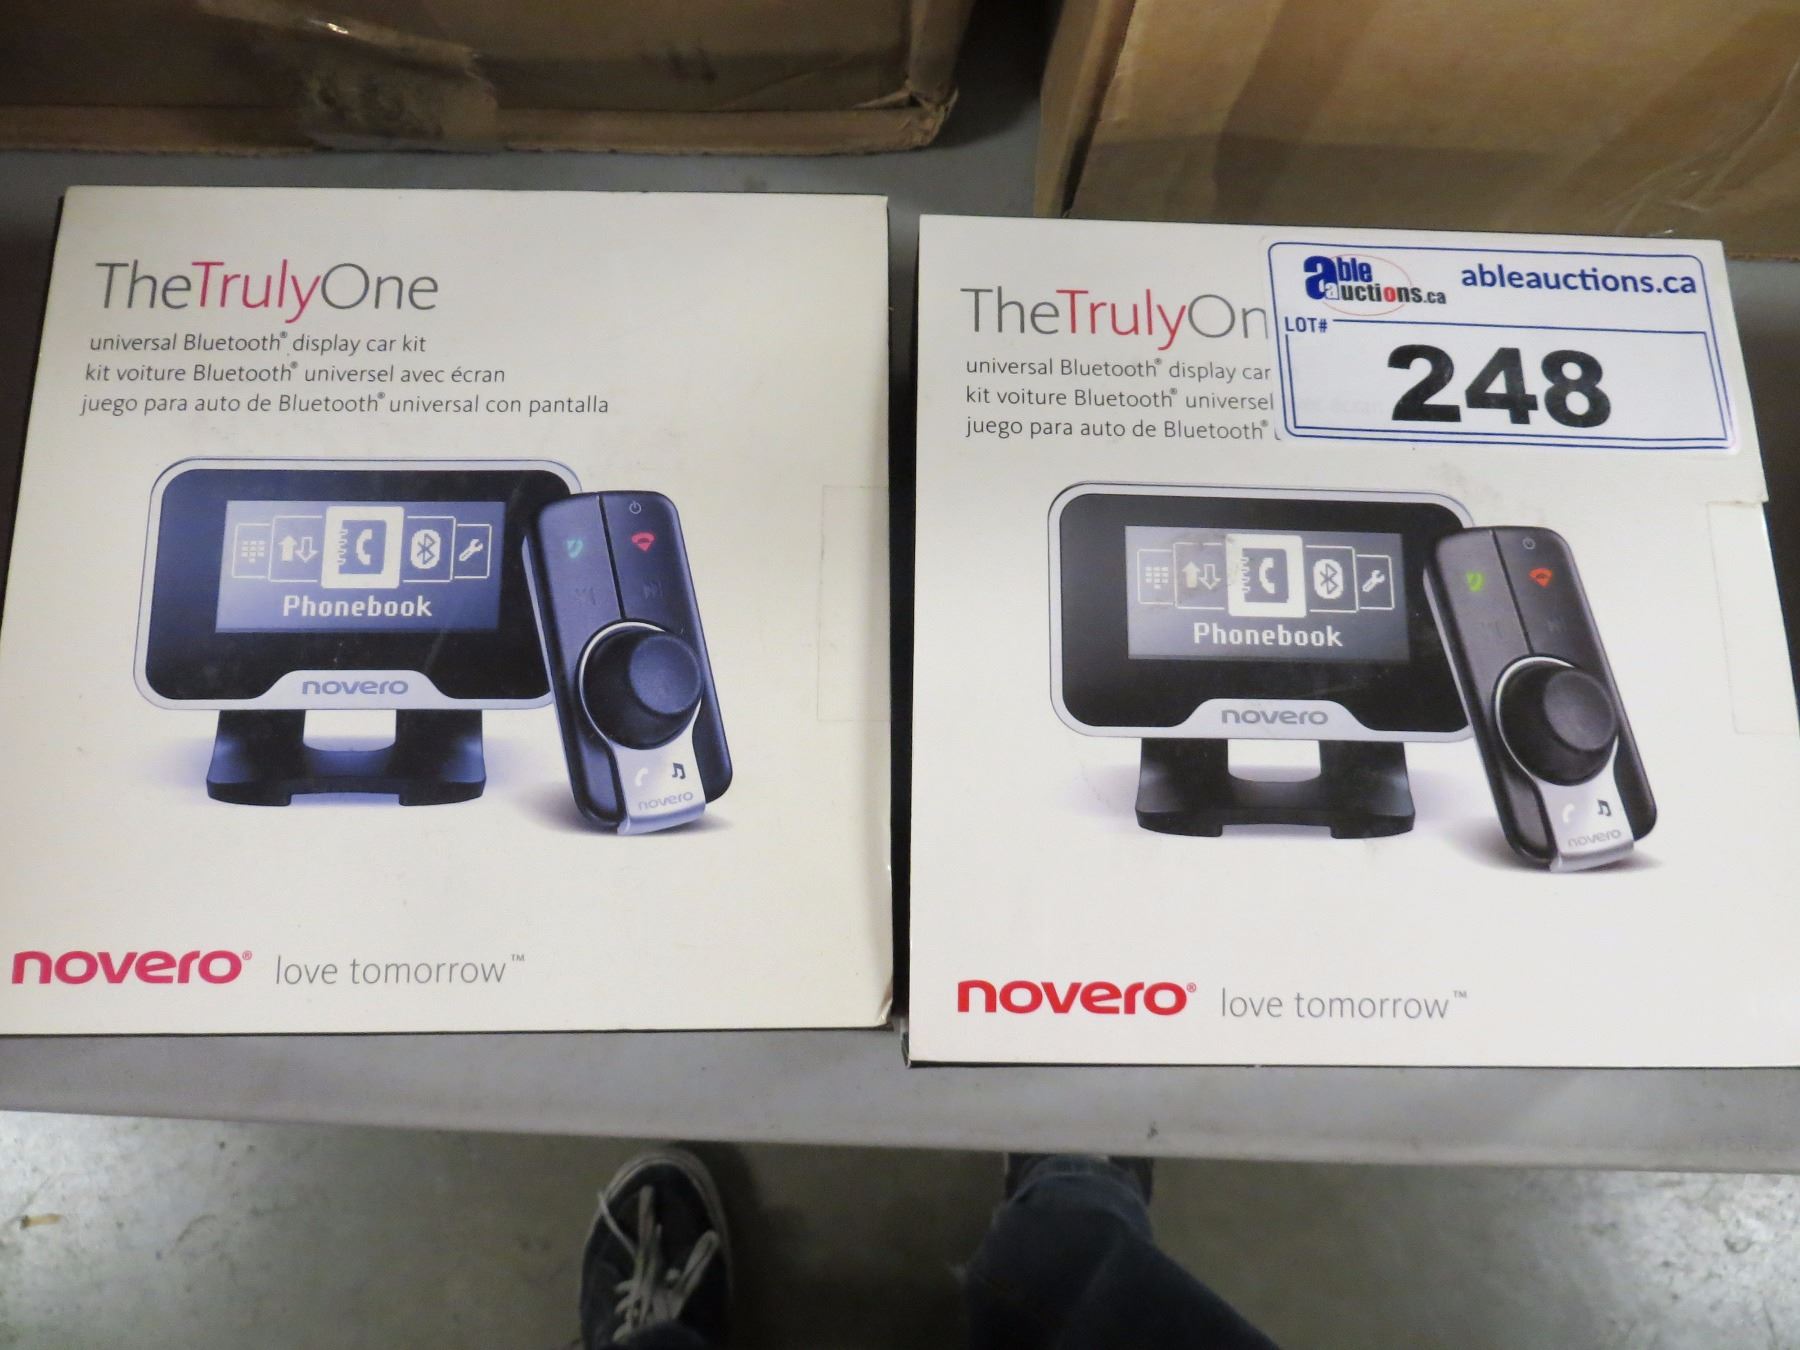 TheTrulyOne
universal Bluetooth® display car kit
kit voiture Bluetooth® universel avec écran
juego para auto de Bluetooth® universal con pantalla
Phonebook
novero
novero
novero® love tomorrow™
TheTrulyOn
universal Bluetooth® display car
kit voiture Bluetooth® universel
juego para auto de Bluetooth®
able auctions.ca
ableauctions.ca
LOT#
248
Phonebook
novero
novero
novero® love tomorrow™